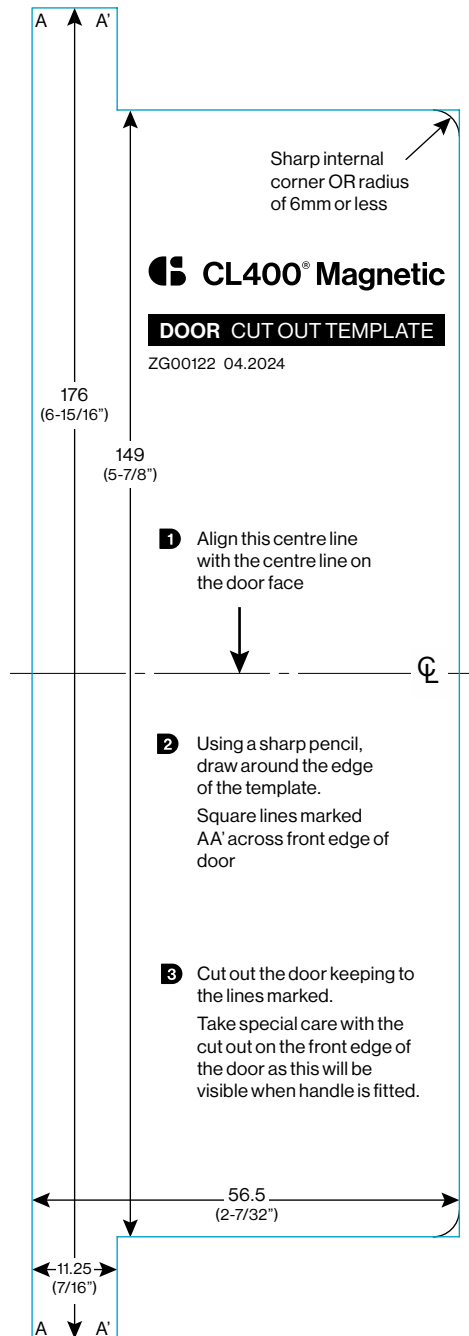 A A'
Sharp internal
corner OR radius
of 6mm or less
CL400® Magnetic
DOOR CUT OUT TEMPLATE
ZG00122 04.2024
176
(6-15/16”)
149
(5-7/8”)
1 Align this centre line
with the centre line on
the door face
℄
2 Using a sharp pencil,
draw around the edge
of the template.
Square lines marked
AA' across front edge of
door
3 Cut out the door keeping to
the lines marked.
Take special care with the
cut out on the front edge of
the door as this will be
visible when handle is fitted.
56.5
(2-7/32”)
11.25
(7/16”)
A A'